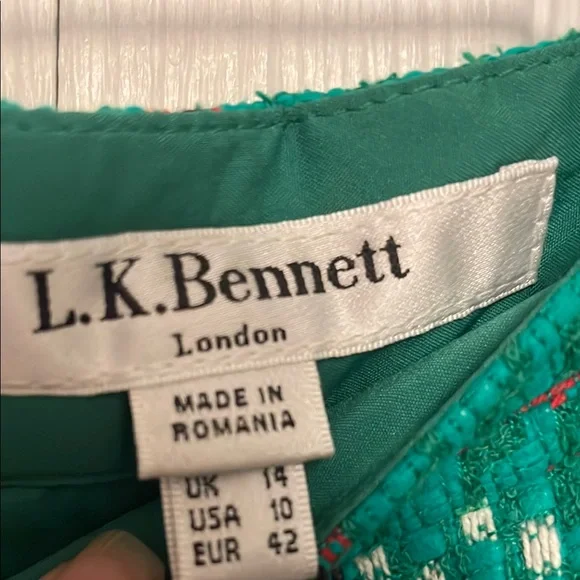 L.K.Bennett
London
MADE IN
ROMANIA
UK 14
USA 10
EUR 42